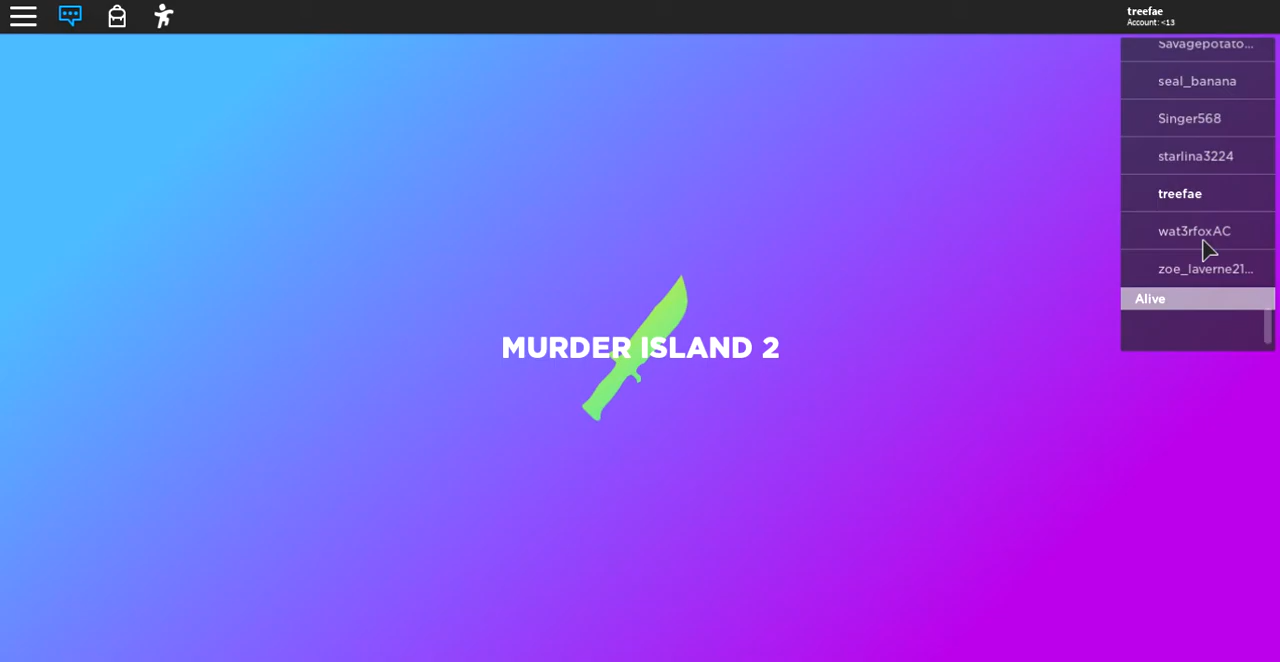 treefae
Account: <13
Savagepotato...
seal_banana
Singer568
starlina3224
treefae
wat3rfoxAC
zoe_laverne21...
Alive
MURDER ISLAND 2